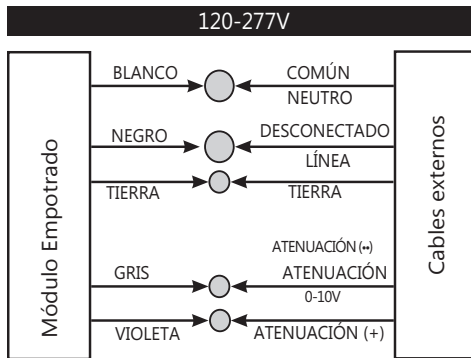 120-277V
BLANCO
COMÚN
NEUTRO
NEGRO
DESCONECTADO
LÍNEA
TIERRA
TIERRA
ATENUACIÓN (--)
GRIS
ATENUACIÓN
0-10V
VIOLETA
ATENUACIÓN (+)
Módulo Empotrado
Cables externos